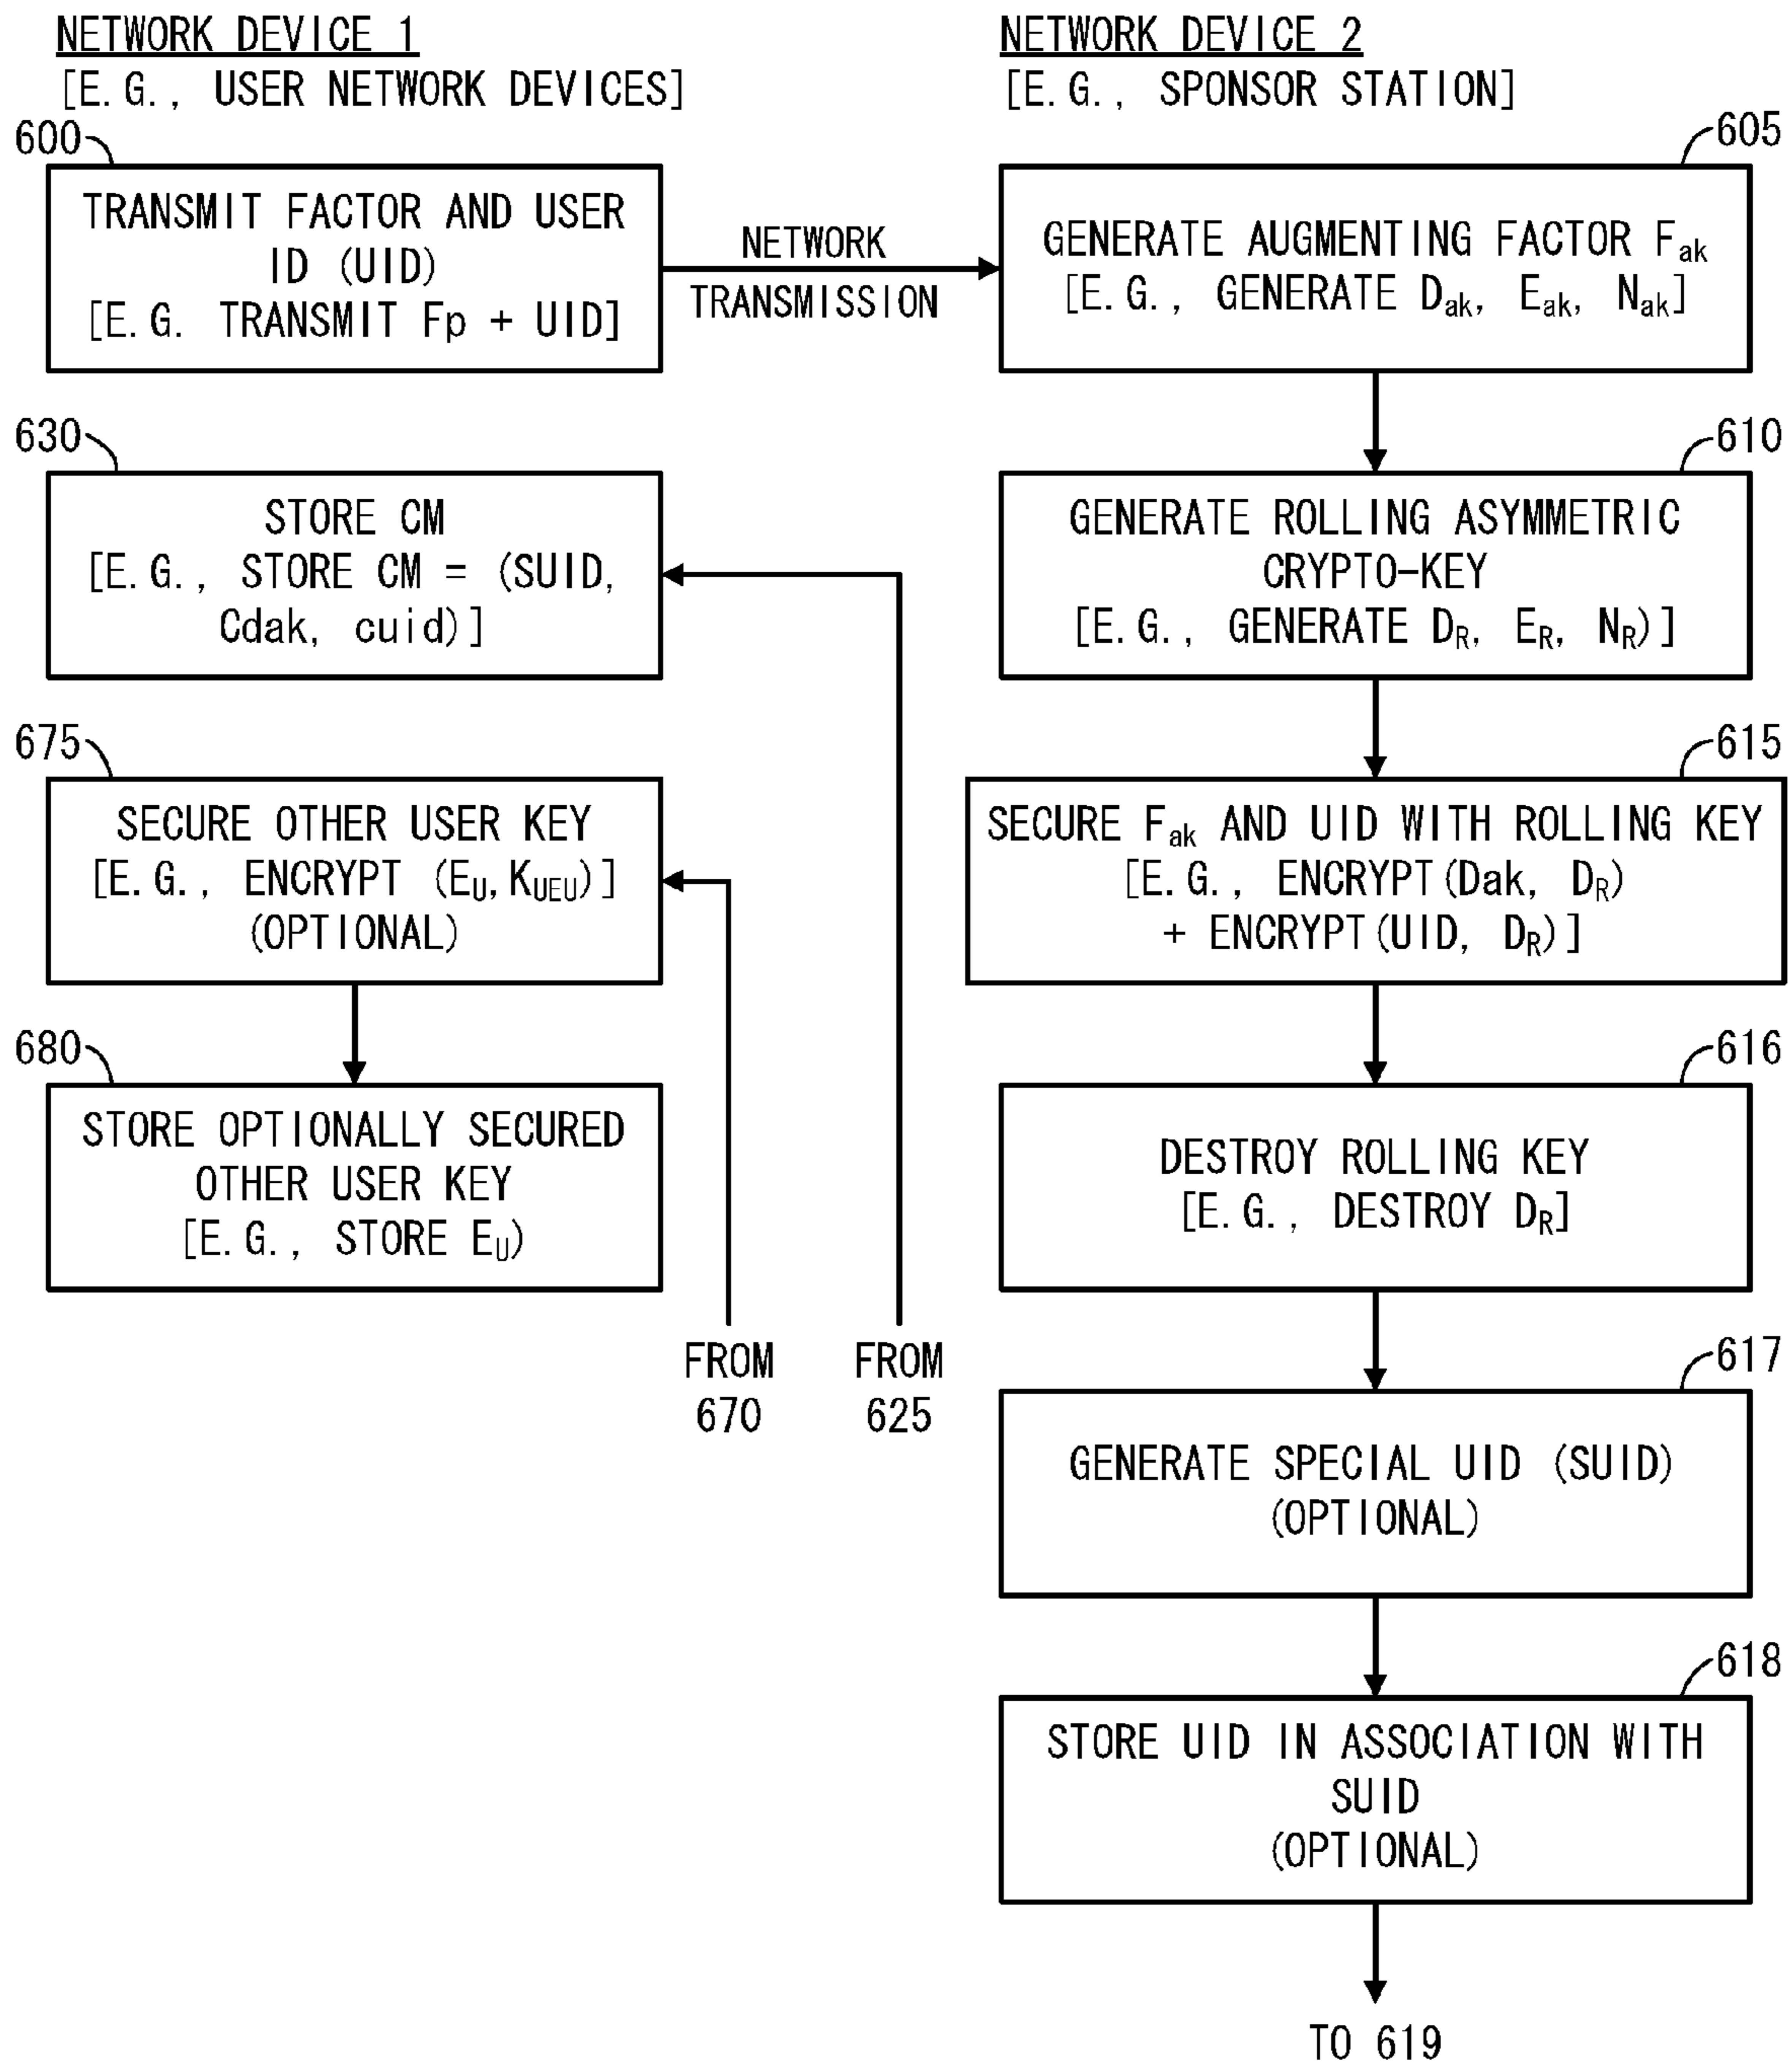 NETWORK DEVICE 1
[E.G., USER NETWORK DEVICES]
600
TRANSMIT FACTOR AND USER
ID (UID)
[E.G. TRANSMIT Fp + UID]
NETWORK
TRANSMISSION
630
STORE CM
[E.G., STORE CM = (SUID,
Cdak, cuid)]
675
SECURE OTHER USER KEY
[E.G., ENCRYPT (EU,KUEU)]
(OPTIONAL)
680
STORE OPTIONALLY SECURED
OTHER USER KEY
[E.G., STORE EU)
FROM
670
FROM
625
NETWORK DEVICE 2
[E.G., SPONSOR STATION]
605
GENERATE AUGMENTING FACTOR Fak
[E.G., GENERATE Dak, Eak, Nak]
610
GENERATE ROLLING ASYMMETRIC
CRYPTO-KEY
[E.G., GENERATE DR, ER, NR)]
615
SECURE Fak AND UID WITH ROLLING KEY
[E.G., ENCRYPT(Dak, DR)
+ ENCRYPT(UID, DR)]
616
DESTROY ROLLING KEY
[E.G., DESTROY DR]
617
GENERATE SPECIAL UID (SUID)
(OPTIONAL)
618
STORE UID IN ASSOCIATION WITH
SUID
(OPTIONAL)
TO 619